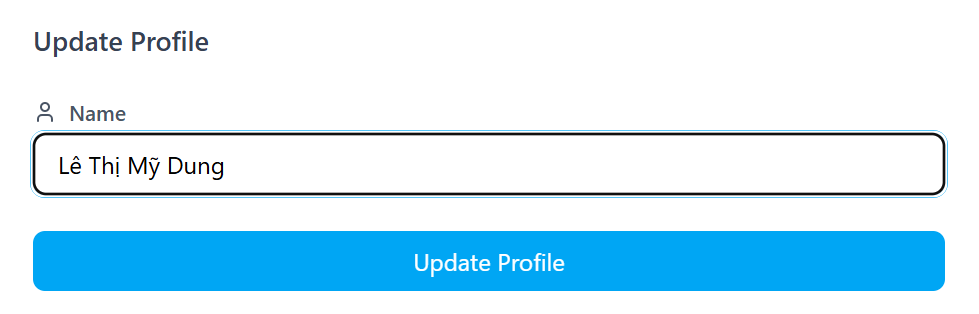 Update Profile
Name
Lê Thị Mỹ Dung
Update Profile